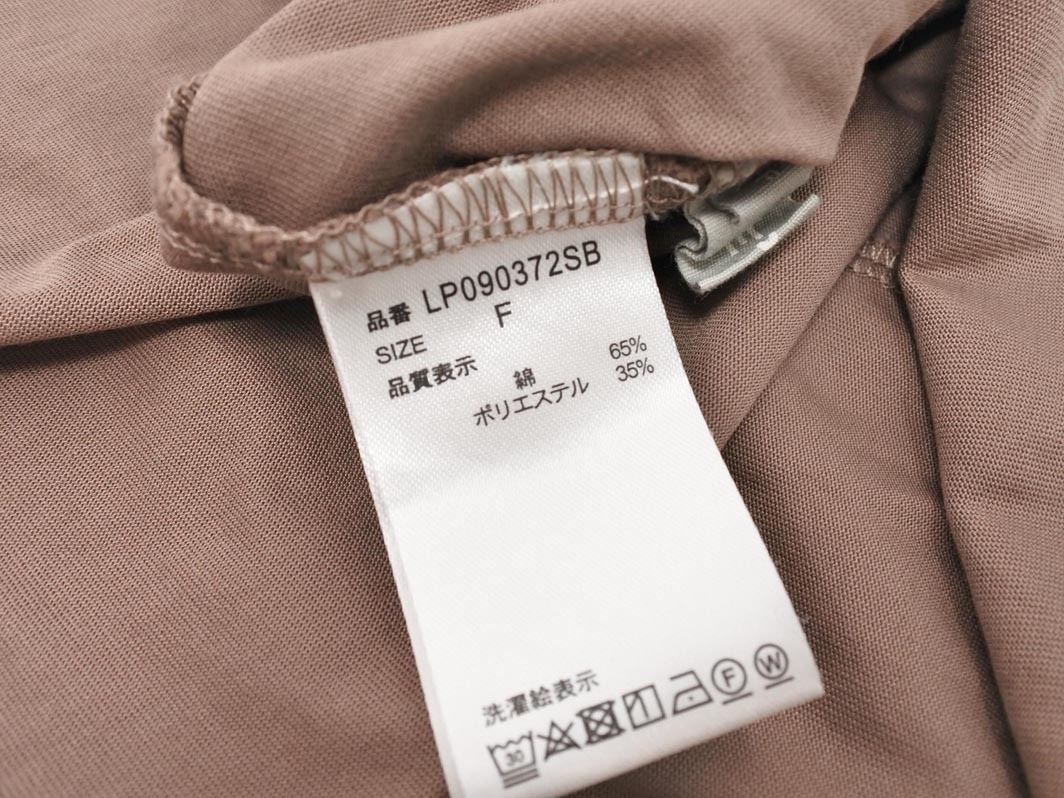 品番 LP090372SB
SIZE F
品質表示
綿 65%
ポリエステル 35%
洗濯絵表示
30 F W